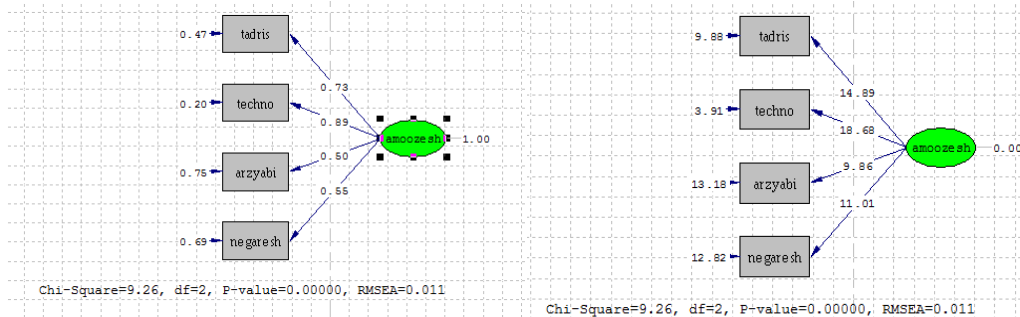 0.47
tadris
0.73
0.20
techno
0.89
amoozesh
1.00
0.50
0.75
arzyabi
0.55
0.69
negaresh
Chi-Square=9.26, df=2, P-value=0.00000, RMSEA=0.011
9.88
tadris
14.89
3.91
techno
18.68
amoozesh
0.00
9.86
13.18
arzyabi
11.01
12.82
negaresh
Chi-Square=9.26, df=2, P-value=0.00000, RMSEA=0.011